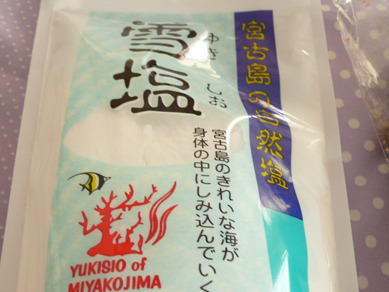 宮古島の自然塩
雪塩
ゆき しお
宮古島のきれいな海が
身体の中にしみ込んでいく
YUKISIO of
MIYAKOJIMA